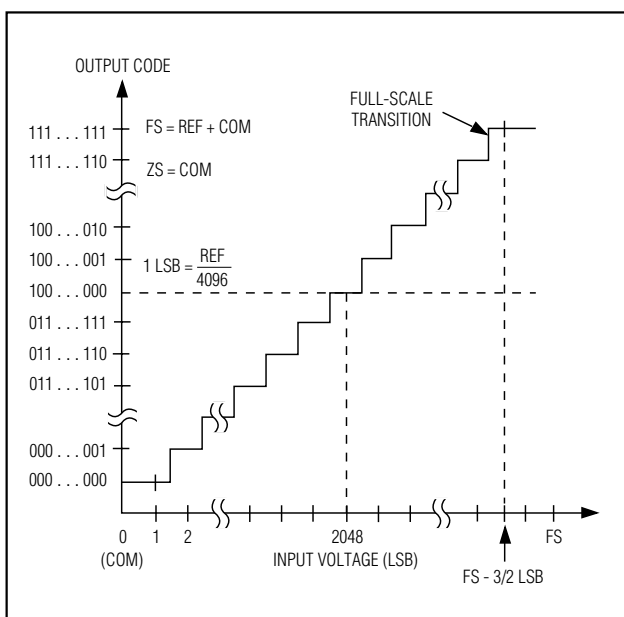 OUTPUT CODE
FULL-SCALE
TRANSITION
111 . . . 111
FS = REF + COM
111 . . . 110
ZS = COM
100 . . . 010
100 . . . 001
1 LSB = REF
4096
100 . . . 000
011 . . . 111
011 . . . 110
011 . . . 101
000 . . . 001
000 . . . 000
0 1 2 2048 FS
(COM)
INPUT VOLTAGE (LSB)
FS - 3/2 LSB